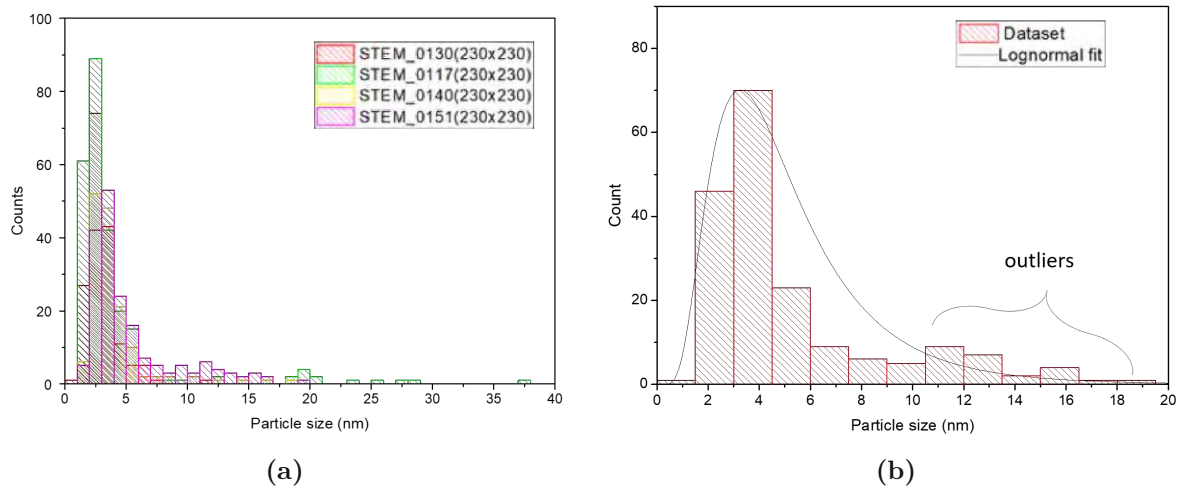 100
80
60
40
20
0
Counts
0 5 10 15 20 25 30 35 40
Particle size (nm)
STEM_0130(230x230)
STEM_0117(230x230)
STEM_0140(230x230)
STEM_0151(230x230)
(a)
80
60
40
20
0
Count
0 2 4 6 8 10 12 14 16 18 20
Particle size (nm)
Dataset
Lognormal fit
outliers
(b)